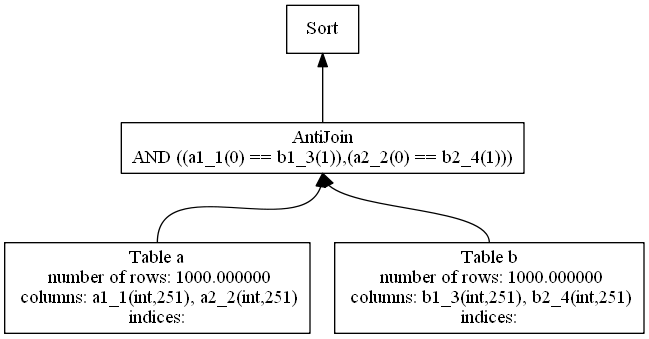 Sort
AntiJoin
AND ((a1_1(0) == b1_3(1)),(a2_2(0) == b2_4(1)))
Table a
number of rows: 1000.000000
columns: a1_1(int,251), a2_2(int,251)
indices:
Table b
number of rows: 1000.000000
columns: b1_3(int,251), b2_4(int,251)
indices: